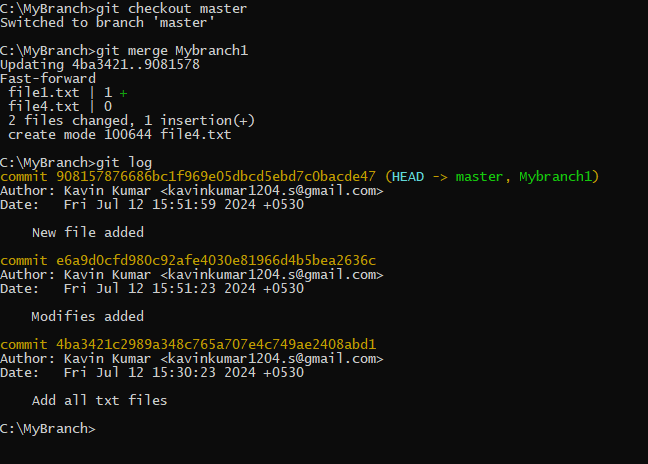 C:\MyBranch>git checkout master
Switched to branch 'master'
C:\MyBranch>git merge Mybranch1
Updating 4ba3421..9081578
Fast-forward
 file1.txt | 1 +
 file4.txt | 0
 2 files changed, 1 insertion(+)
 create mode 100644 file4.txt
C:\MyBranch>git log
commit 908157876686bc1f969e05dbcd5ebd7c0bacde47 (HEAD -> master, Mybranch1)
Author: Kavin Kumar <kavinkumar1204.s@gmail.com>
Date:   Fri Jul 12 15:51:59 2024 +0530
    New file added
commit e6a9d0cfd980c92afe4030e81966d4b5bea2636c
Author: Kavin Kumar <kavinkumar1204.s@gmail.com>
Date:   Fri Jul 12 15:51:23 2024 +0530
    Modifies added
commit 4ba3421c2989a348c765a707e4c749ae2408abd1
Author: Kavin Kumar <kavinkumar1204.s@gmail.com>
Date:   Fri Jul 12 15:30:23 2024 +0530
    Add all txt files
C:\MyBranch>